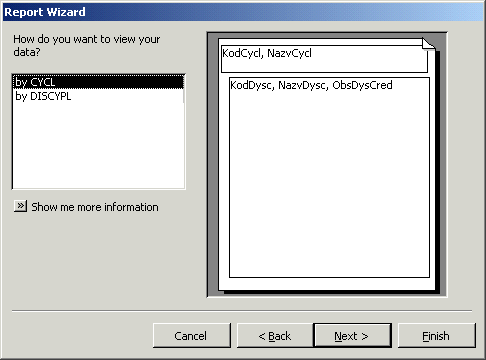 Report Wizard
How do you want to view your
data?
by CYCL
by DISCYPL
Show me more information
KodCycl, NazvCycl
KodDysc, NazvDysc, ObsDysCred
Cancel
< Back
Next >
Finish